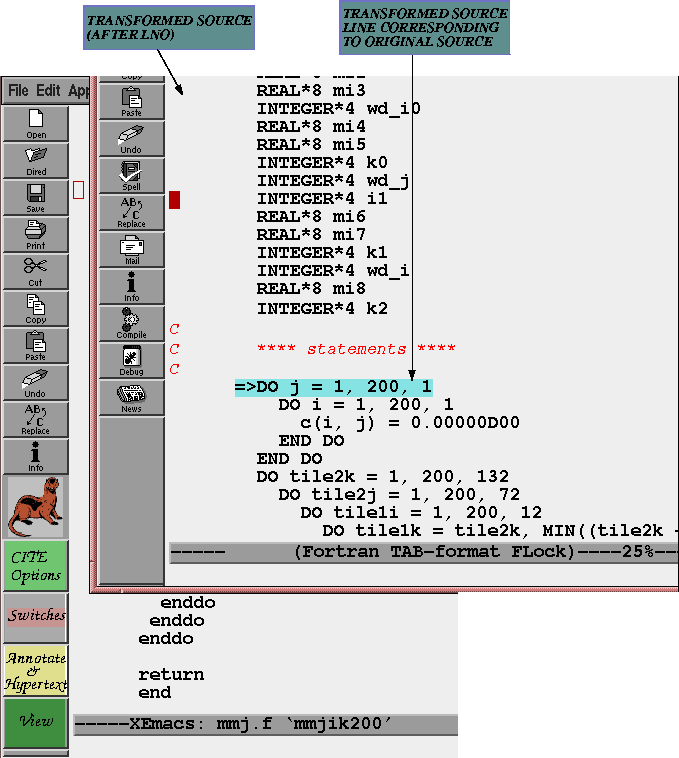 TRANSFORMED SOURCE
(AFTER LNO)
TRANSFORMED SOURCE
LINE CORRESPONDING
TO ORIGINAL SOURCE
File Edit App
Open
Dired
Save
Print
Cut
Copy
Paste
Undo
AB
C
Replace
i
Info
CITE
Options
Switches
Annotate
&
Hypertext
View
Copy
Paste
Undo
Spell
AB
C
Replace
Mail
i
Info
Compile
Debug
News
REAL*8 mi3
INTEGER*4 wd_i0
REAL*8 mi4
REAL*8 mi5
INTEGER*4 k0
INTEGER*4 wd_j
INTEGER*4 i1
REAL*8 mi6
REAL*8 mi7
INTEGER*4 k1
INTEGER*4 wd_i
REAL*8 mi8
INTEGER*4 k2
C
C **** statements ****
C
=>DO j = 1, 200, 1
DO i = 1, 200, 1
c(i, j) = 0.00000D00
END DO
END DO
DO tile2k = 1, 200, 132
DO tile2j = 1, 200, 72
DO tile1i = 1, 200, 12
DO tile1k = tile2k, MIN((tile2k
-----      (Fortran TAB-format FLock)----25%--
enddo
enddo
enddo
return
end
-----XEmacs: mmj.f `mmjik200'